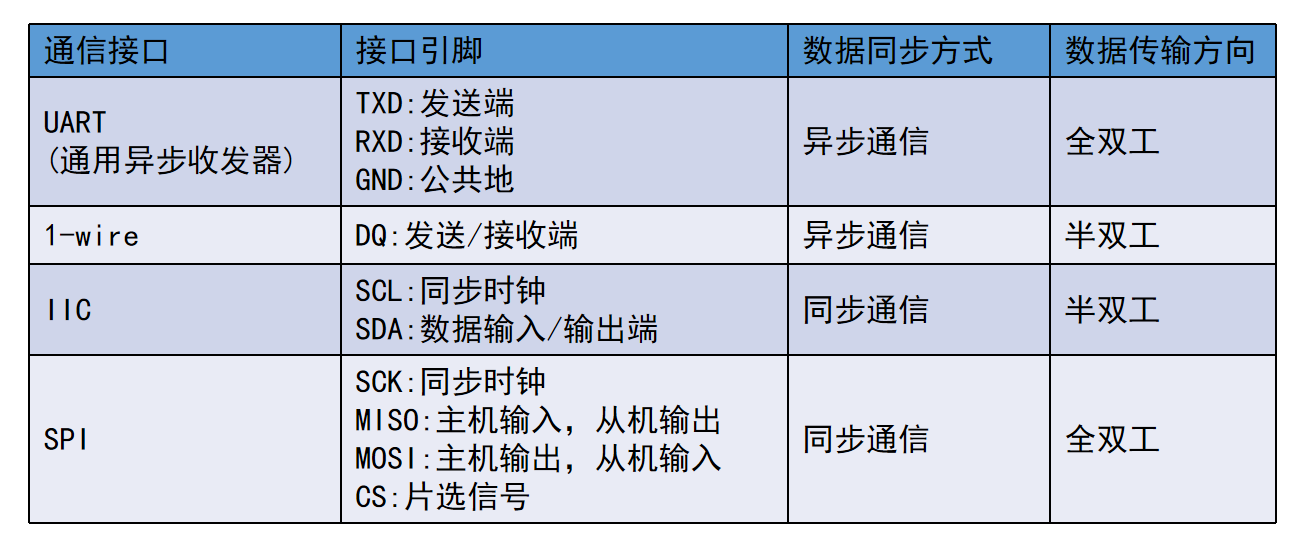 通信接口
接口引脚
数据同步方式
数据传输方向
UART
(通用异步收发器)
TXD:发送端
RXD:接收端
GND:公共地
异步通信
全双工
1-wire
DQ:发送/接收端
异步通信
半双工
IIC
SCL:同步时钟
SDA:数据输入/输出端
同步通信
半双工
SPI
SCK:同步时钟
MISO:主机输入，从机输出
MOSI:主机输出，从机输入
CS:片选信号
同步通信
全双工